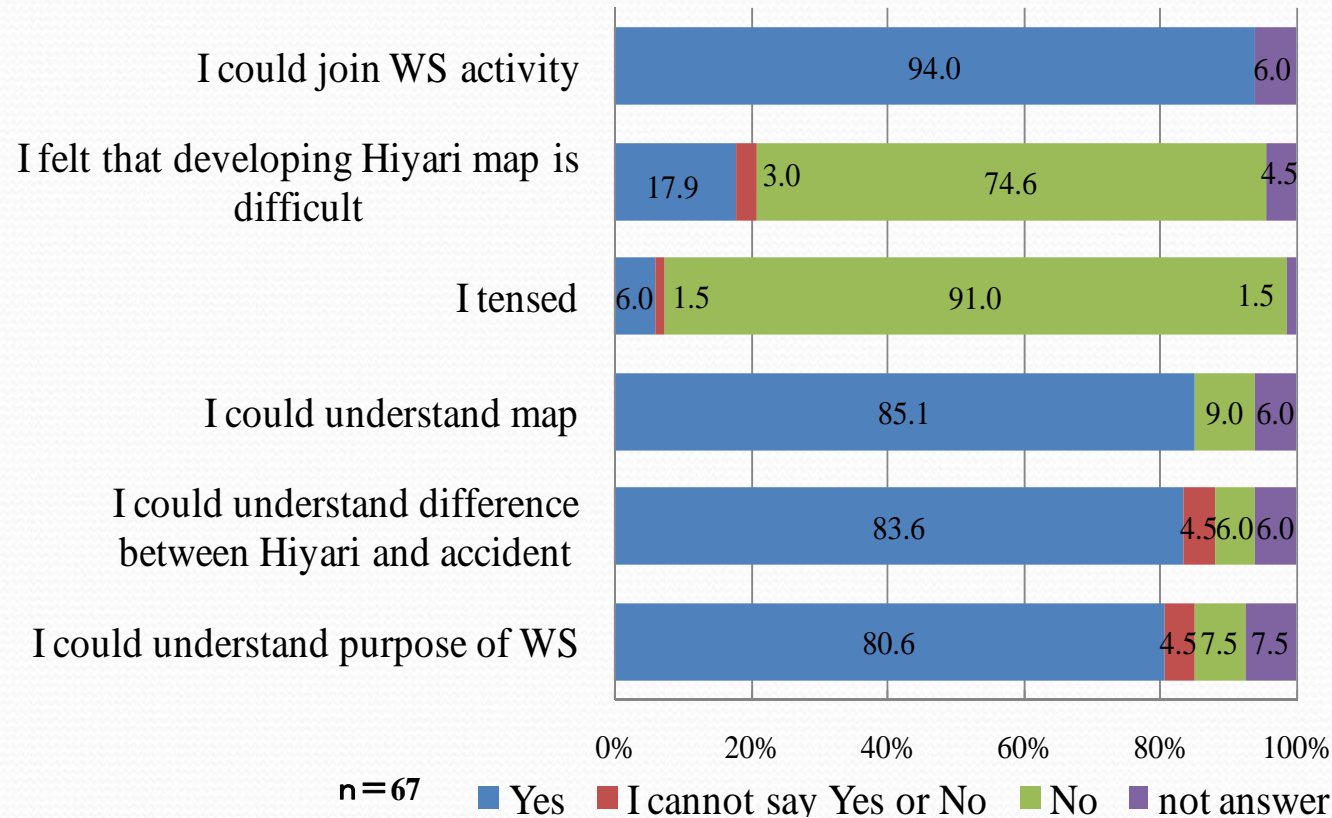 I could join WS activity
94.0 6.0
I felt that developing Hiyari map is
difficult
17.9 3.0 74.6 4.5
I tensed
6.0 1.5 91.0 1.5
I could understand map
85.1 9.0 6.0
I could understand difference
between Hiyari and accident
83.6 4.5 6.0 6.0
I could understand purpose of WS
80.6 4.5 7.5 7.5
0% 20% 40% 60% 80% 100%
n=67 Yes I cannot say Yes or No No not answer